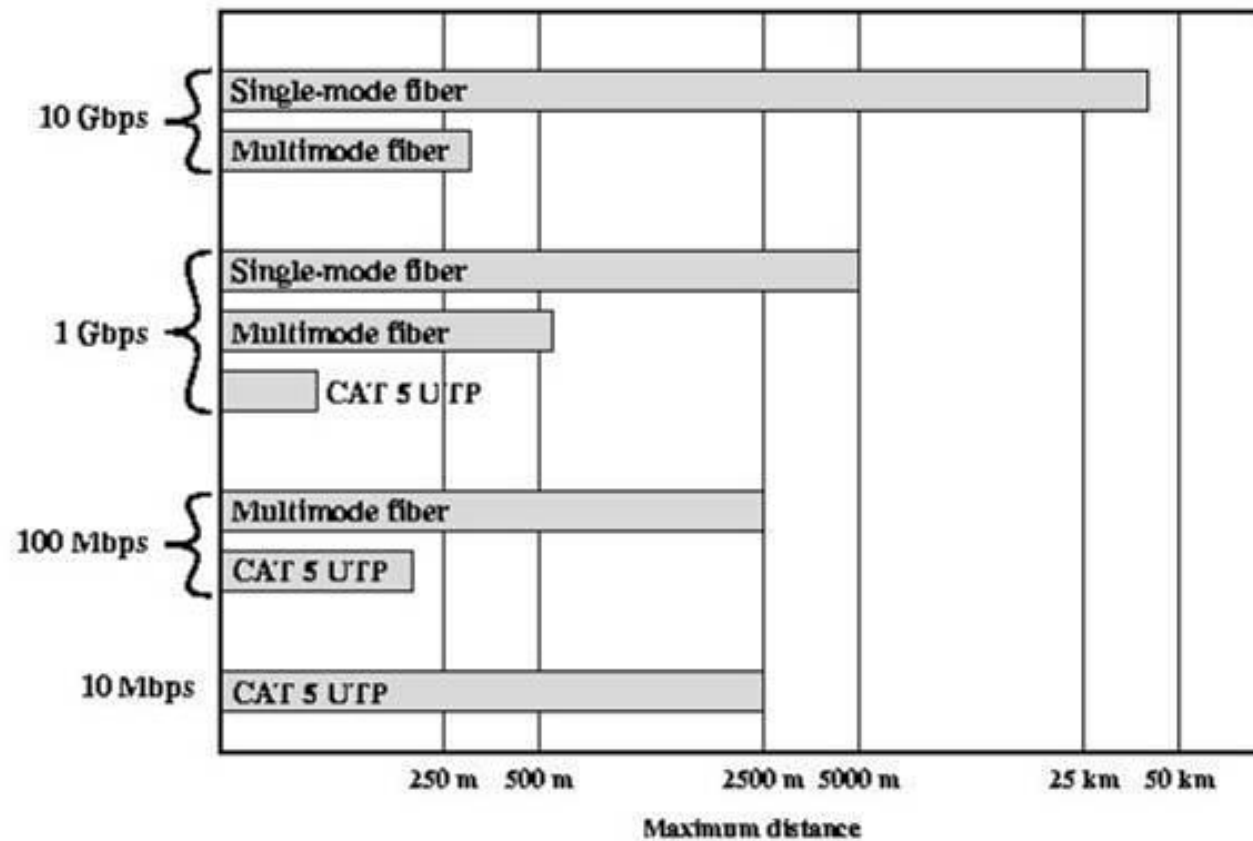 Single-mode fiber
10 Gbps
Multimode fiber
Single-mode fiber
1 Gbps
Multimode fiber
CAT 5 UTP
Multimode fiber
100 Mbps
CAT 5 UTP
10 Mbps
CAT 5 UTP
250 m 500 m 2500 m 5000 m 25 km 50 km
Maximum distance